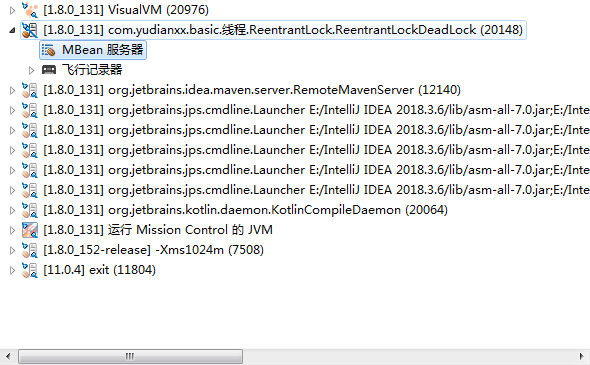 [1.8.0_131] VisualVM (20976)
[1.8.0_131] com.yudianxx.basic.线程.ReentrantLock.ReentrantLockDeadLock (20148)
MBean 服务器
飞行记录器
[1.8.0_131] org.jetbrains.idea.maven.server.RemoteMavenServer (12140)
[1.8.0_131] org.jetbrains.jps.cmdline.Launcher E:/IntelliJ IDEA 2018.3.6/lib/asm-all-7.0.jar;E:/Inte
[1.8.0_131] org.jetbrains.jps.cmdline.Launcher E:/IntelliJ IDEA 2018.3.6/lib/asm-all-7.0.jar;E:/Inte
[1.8.0_131] org.jetbrains.jps.cmdline.Launcher E:/IntelliJ IDEA 2018.3.6/lib/asm-all-7.0.jar;E:/Inte
[1.8.0_131] org.jetbrains.jps.cmdline.Launcher E:/IntelliJ IDEA 2018.3.6/lib/asm-all-7.0.jar;E:/Inte
[1.8.0_131] org.jetbrains.jps.cmdline.Launcher E:/IntelliJ IDEA 2018.3.6/lib/asm-all-7.0.jar;E:/Inte
[1.8.0_131] org.jetbrains.kotlin.daemon.KotlinCompileDaemon (20064)
[1.8.0_131] 运行 Mission Control 的 JVM
[1.8.0_152-release] -Xms1024m (7508)
[11.0.4] exit (11804)